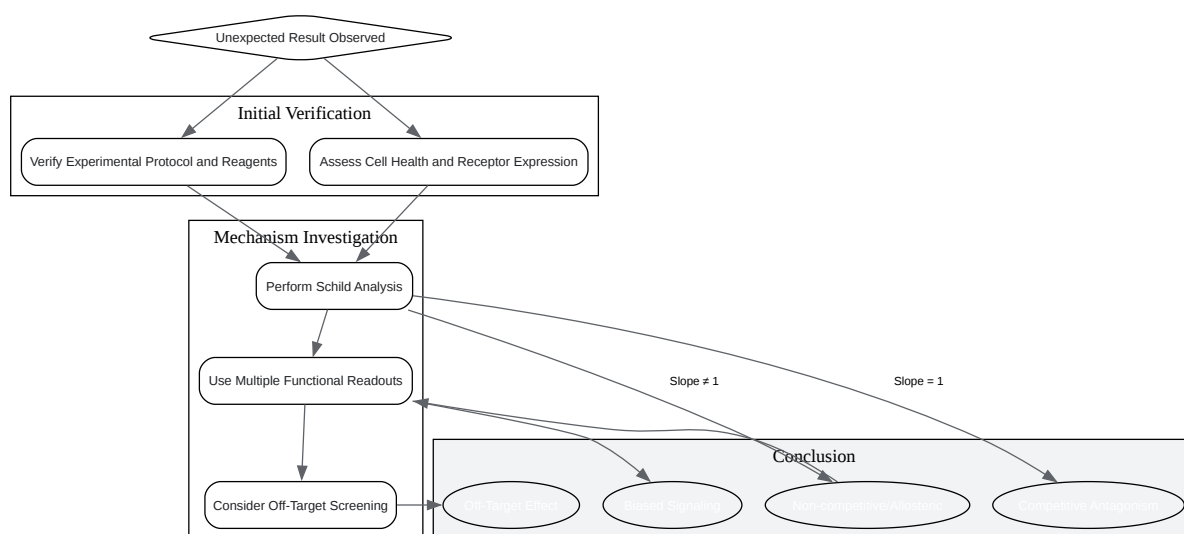 Unexpected Result Observed
Initial Verification
Verify Experimental Protocol and Reagents
Assess Cell Health and Receptor Expression
Mechanism Investigation
Perform Schild Analysis
Use Multiple Functional Readouts
Slope ≠ 1
Slope = 1
Conclusion
Consider Off-Target Screening
Off-Target Effect
Biased Signaling
Non-competitive/Allosteric
Competitive Antagonism